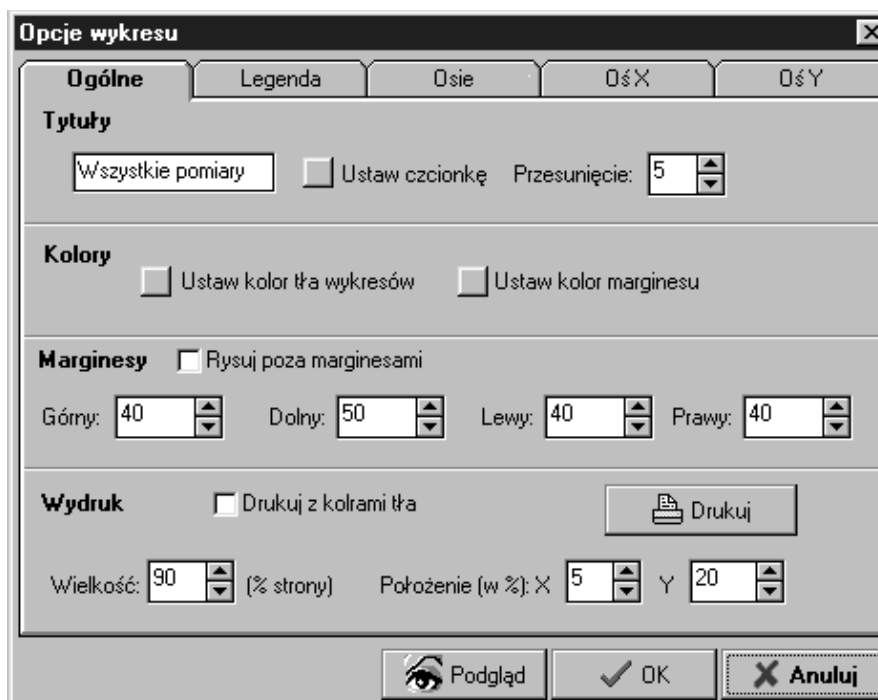 Opcje wykresu
Ogólne Legenda Osie Oś X Oś Y
Tytuły
Wszystkie pomiary Ustaw czcionkę Przesunięcie: 5
Kolory
Ustaw kolor tła wykresów Ustaw kolor marginesu
Marginesy Rysuj poza marginesami
Górny: 40 Dolny: 50 Lewy: 40 Prawy: 40
Wydruk Drukuj z kolrami tła Drukuj
Wielkość: 90 (% strony) Położenie (w %): X 5 Y 20
Podgląd OK Anuluj